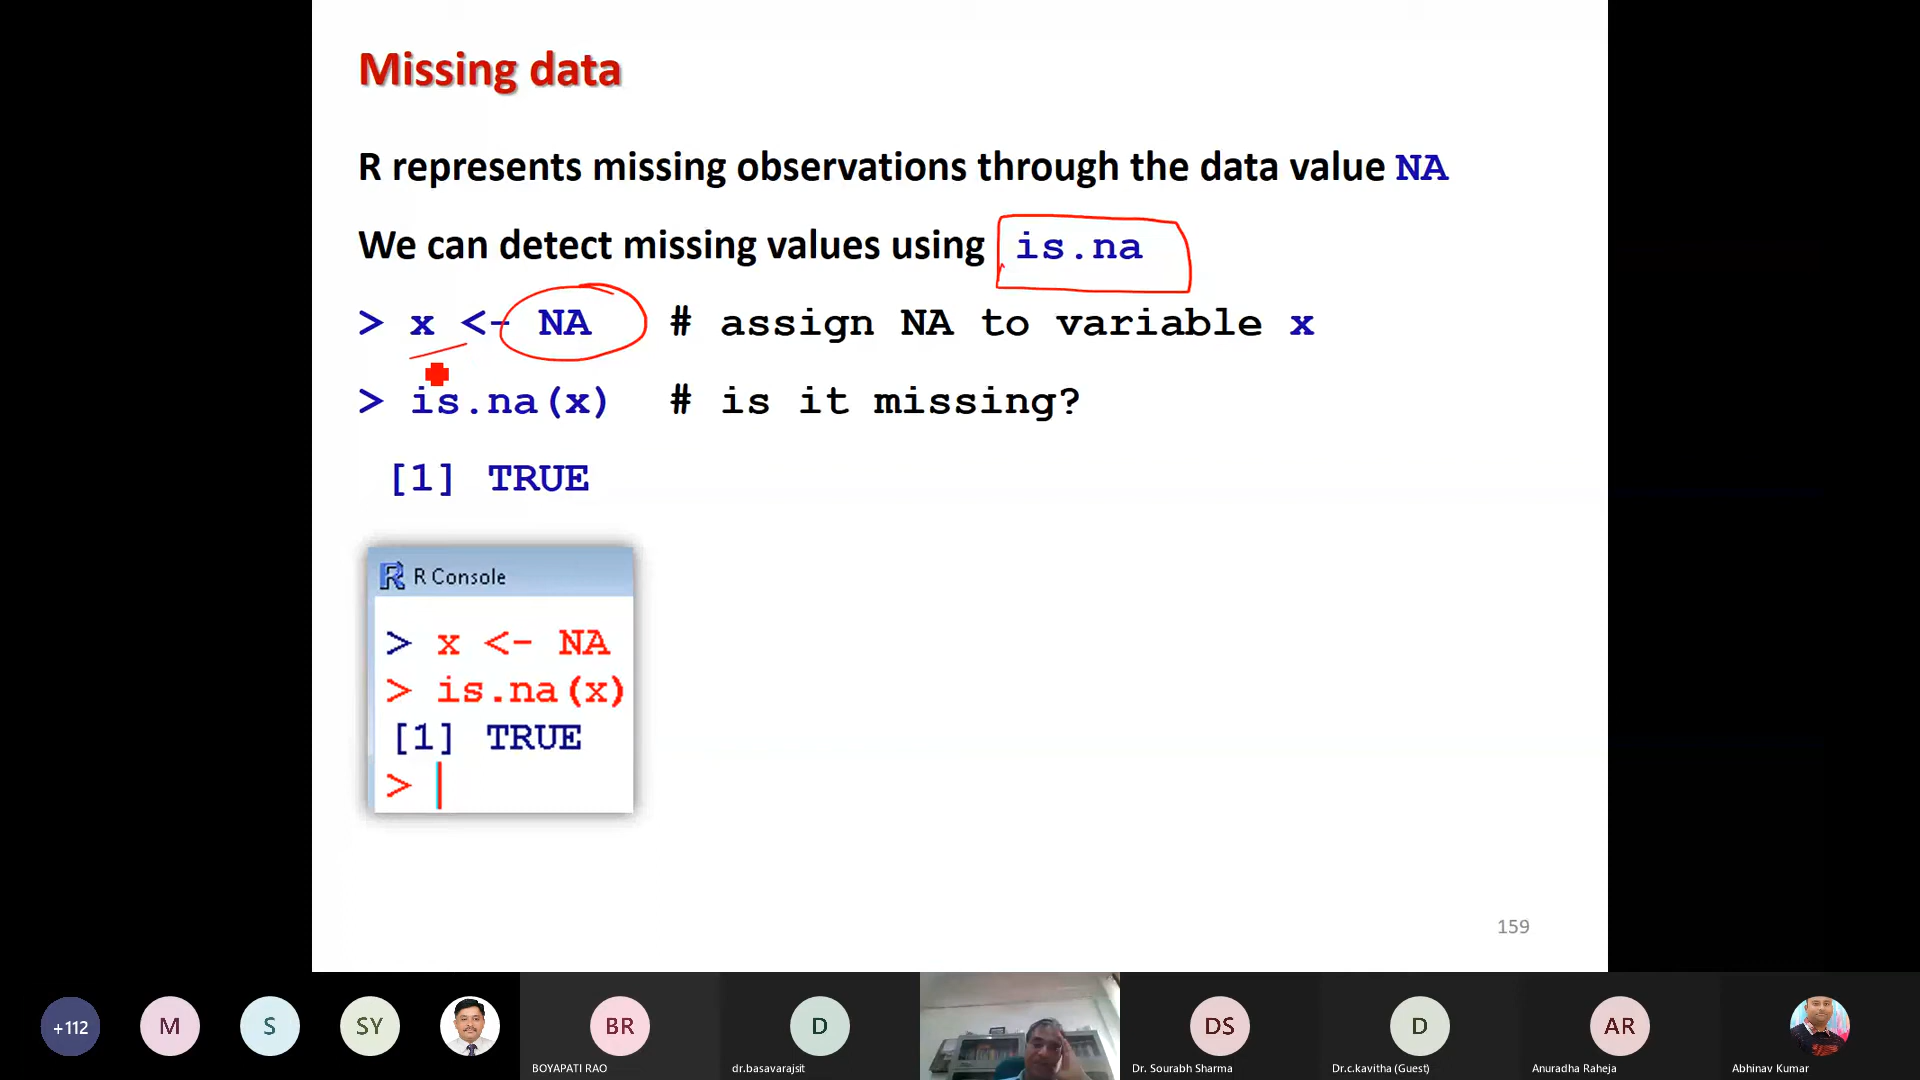 Missing data
R represents missing observations through the data value NA
We can detect missing values using is.na
> x <- NA # assign NA to variable x
> is.na(x) # is it missing?
[1] TRUE
R Console
> x <- NA
> is.na(x)
[1] TRUE
>
159
+112 M S SY BR D DS D AR
BOYAPATI RAO dr.basavarajsit Dr. Sourabh Sharma Dr.c.kavitha (Guest) Anuradha Raheja Abhinav Kumar